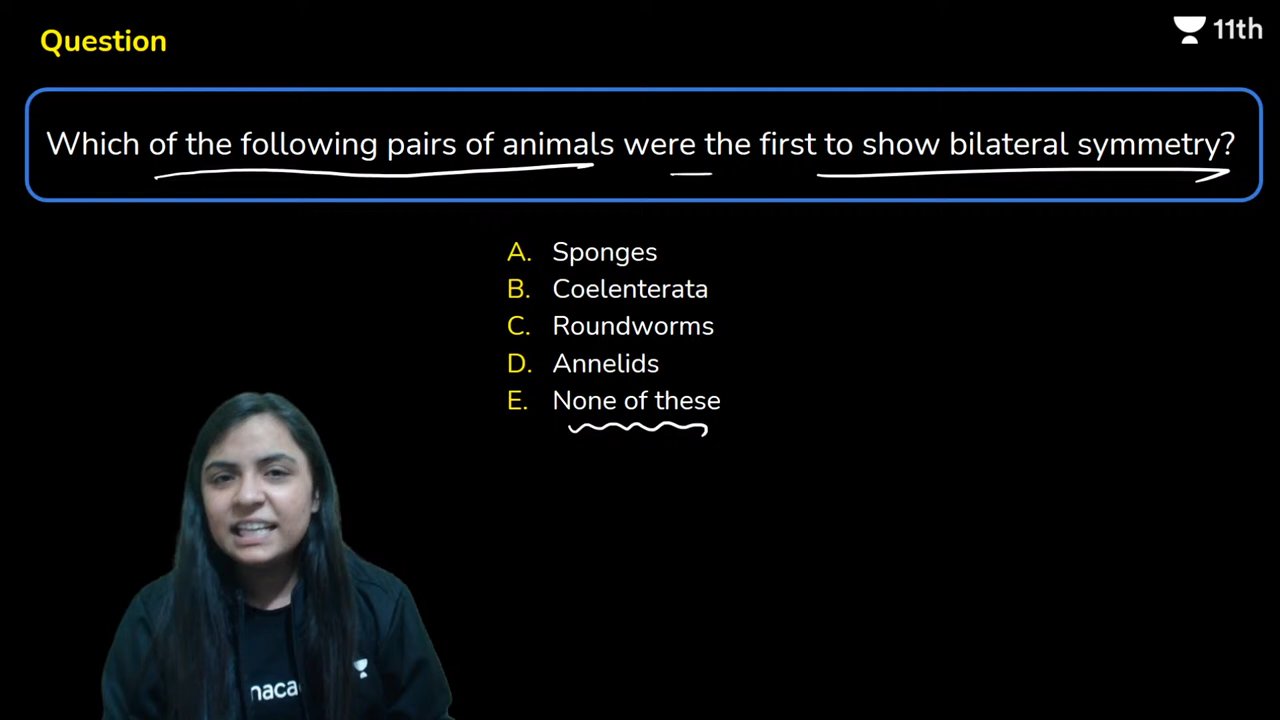 Question
11th
Which of the following pairs of animals were the first to show bilateral symmetry?
A. Sponges
B. Coelenterata
C. Roundworms
D. Annelids
E. None of these